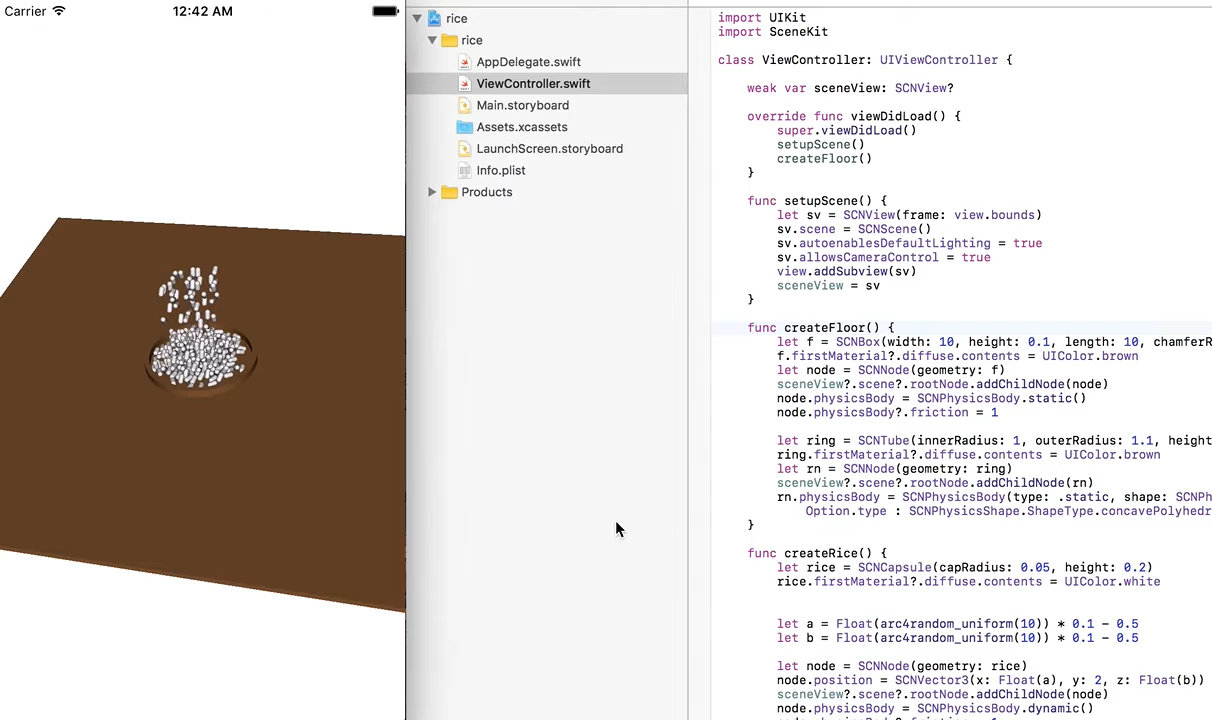 Carrier
12:42 AM
rice
rice
AppDelegate.swift
ViewController.swift
Main.storyboard
Assets.xcassets
LaunchScreen.storyboard
Info.plist
Products
import UIKit
import SceneKit
class ViewController: UIViewController {
weak var sceneView: SCNView?
override func viewDidLoad() {
super.viewDidLoad()
setupScene()
createFloor()
}
func setupScene() {
let sv = SCNView(frame: view.bounds)
sv.scene = SCNScene()
sv.autoenablesDefaultLighting = true
sv.allowsCameraControl = true
view.addSubview(sv)
sceneView = sv
}
func createFloor() {
let f = SCNBox(width: 10, height: 0.1, length: 10, chamferR
f.firstMaterial?.diffuse.contents = UIColor.brown
let node = SCNNode(geometry: f)
sceneView?.scene?.rootNode.addChildNode(node)
node.physicsBody = SCNPhysicsBody.static()
node.physicsBody?.friction = 1
let ring = SCNTube(innerRadius: 1, outerRadius: 1.1, height
ring.firstMaterial?.diffuse.contents = UIColor.brown
let rn = SCNNode(geometry: ring)
sceneView?.scene?.rootNode.addChildNode(rn)
rn.physicsBody = SCNPhysicsBody(type: .static, shape: SCNPh
Option.type : SCNPhysicsShape.ShapeType.concavePolyhedr
}
func createRice() {
let rice = SCNCapsule(capRadius: 0.05, height: 0.2)
rice.firstMaterial?.diffuse.contents = UIColor.white
let a = Float(arc4random_uniform(10)) * 0.1 - 0.5
let b = Float(arc4random_uniform(10)) * 0.1 - 0.5
let node = SCNNode(geometry: rice)
node.position = SCNVector3(x: Float(a), y: 2, z: Float(b))
sceneView?.scene?.rootNode.addChildNode(node)
node.physicsBody = SCNPhysicsBody.dynamic()